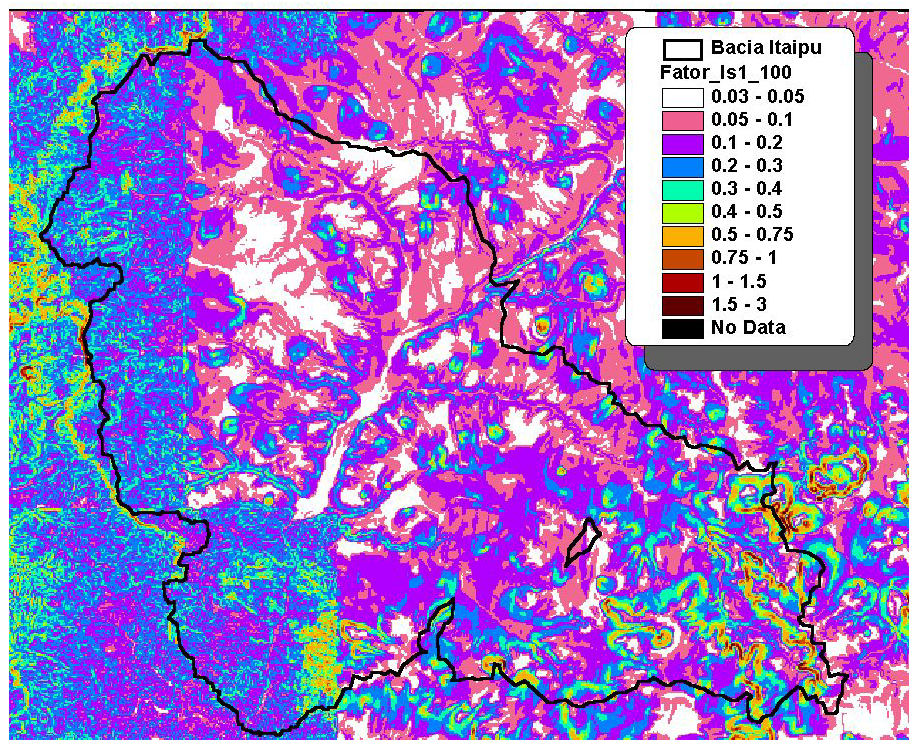 Bacia Itaipu
Fator_ls1_100
0.03 - 0.05
0.05 - 0.1
0.1 - 0.2
0.2 - 0.3
0.3 - 0.4
0.4 - 0.5
0.5 - 0.75
0.75 - 1
1 - 1.5
1.5 - 3
No Data